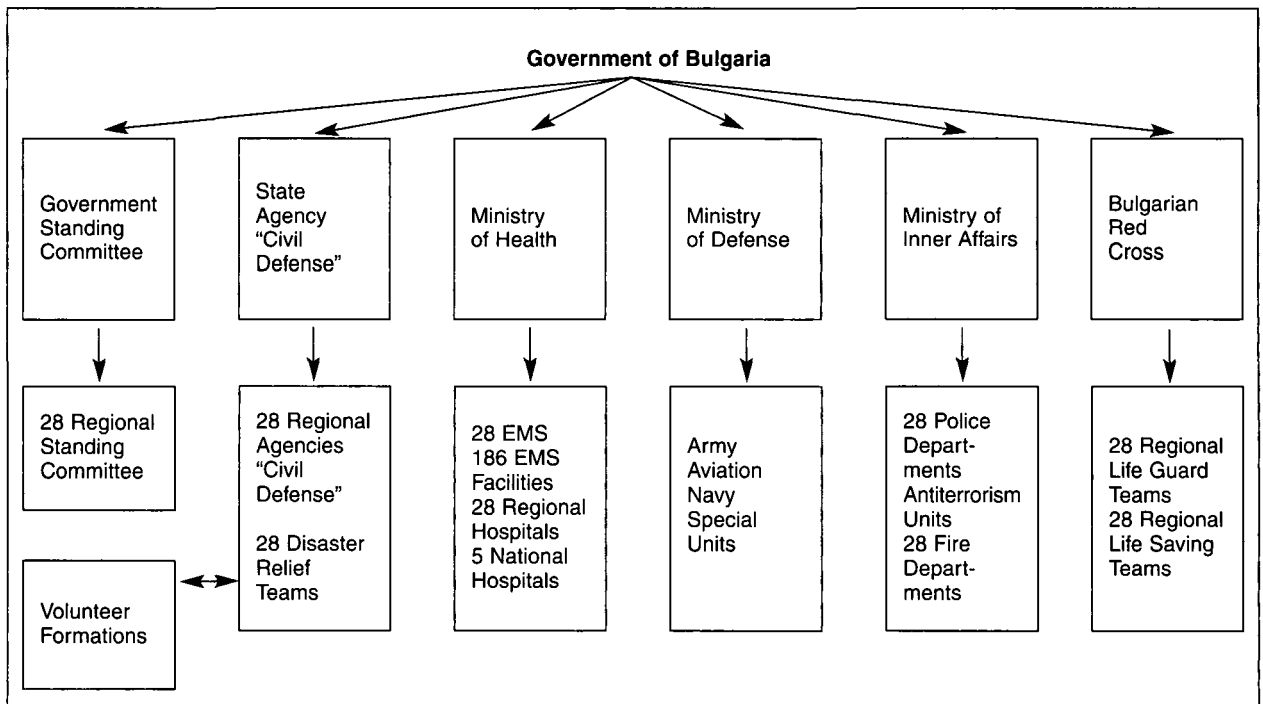 Government of Bulgaria
Government
Standing
Committee
State
Agency
“Civil
Defense”
Ministry
of Health
Ministry
of Defense
Ministry of
Inner Affairs
Bulgarian
Red
Cross
28 Regional
Standing
Committee
28 Regional
Agencies
“Civil
Defense”
28 Disaster
Relief
Teams
28 EMS
186 EMS
Facilities
28 Regional
Hospitals
5 National
Hospitals
Army
Aviation
Navy
Special
Units
28 Police
Depart-
ments
Antiterrorism
Units
28 Fire
Depart-
ments
28 Regional
Life Guard
Teams
28 Regional
Life Saving
Teams
Volunteer
Formations